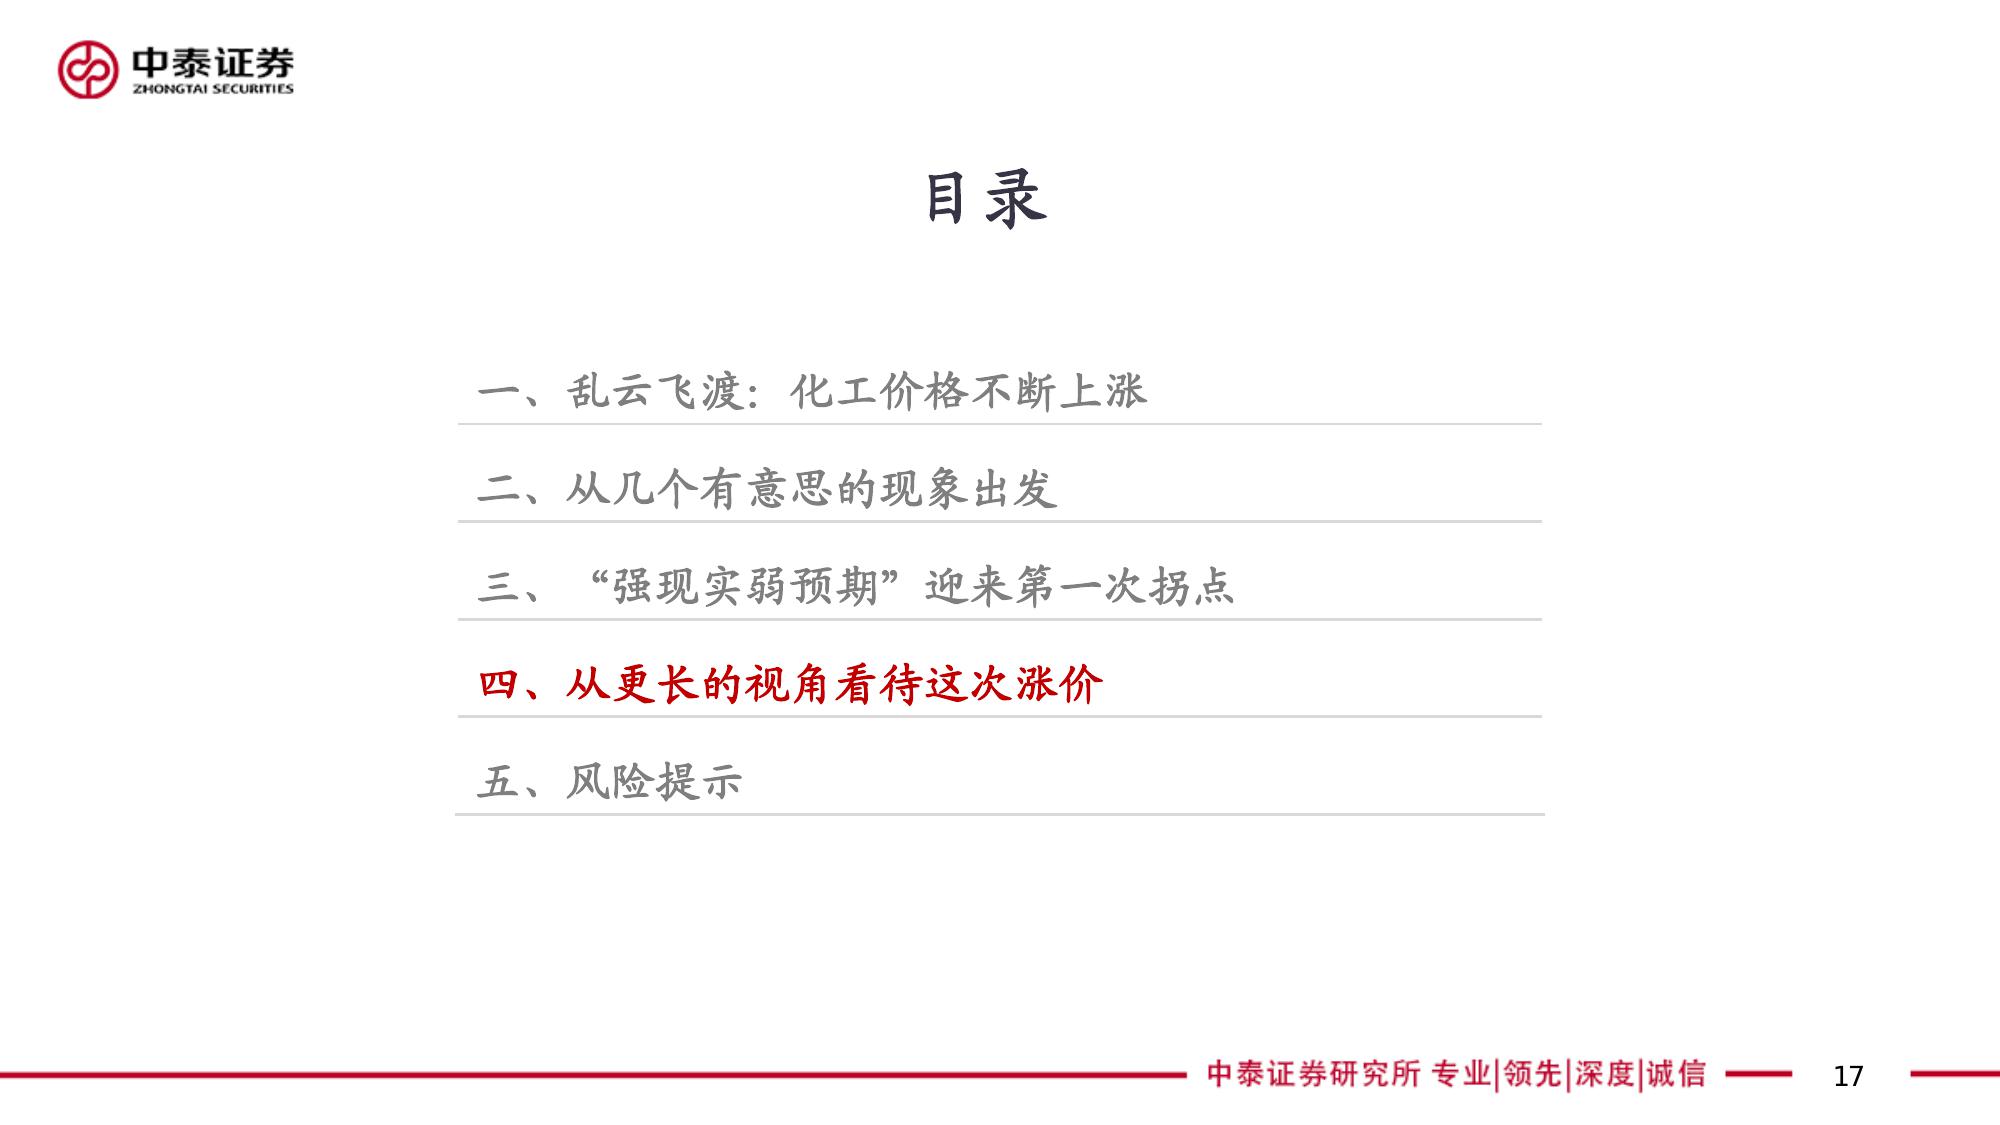 中泰证券
ZHONGTAI SECURITIES
目录
一、乱云飞渡：化工价格不断上涨
二、从几个有意思的现象出发
三、“强现实弱预期”迎来第一次拐点
四、从更长的视角看待这次涨价
五、风险提示
中泰证券研究所 专业|领先|深度|诚信
17